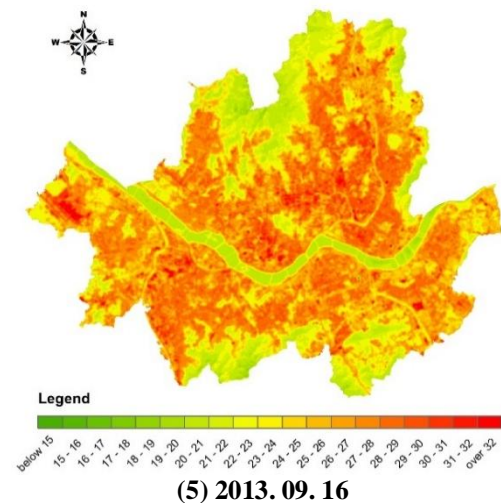 N
W E
S
Legend
below 15 15 - 16 16 - 17 17 - 18 18 - 19 19 - 20 20 - 21 21 - 22 22 - 23 23 - 24 24 - 25 25 - 26 26 - 27 27 - 28 28 - 29 29 - 30 30 - 31 31 - 32 over 32
(5) 2013. 09. 16